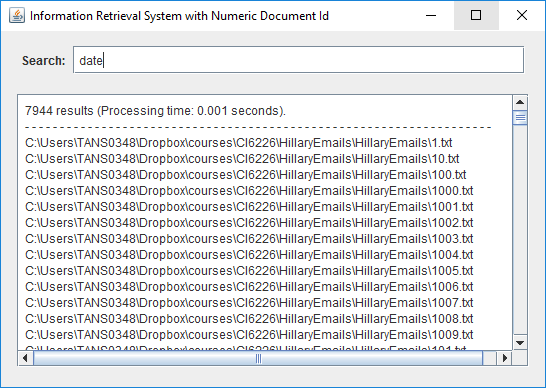 Information Retrieval System with Numeric Document Id
Search: date
7944 results (Processing time: 0.001 seconds).
C:\Users\TANS0348\Dropbox\courses\CI6226\HillaryEmails\HillaryEmails\1.txt
C:\Users\TANS0348\Dropbox\courses\CI6226\HillaryEmails\HillaryEmails\10.txt
C:\Users\TANS0348\Dropbox\courses\CI6226\HillaryEmails\HillaryEmails\100.txt
C:\Users\TANS0348\Dropbox\courses\CI6226\HillaryEmails\HillaryEmails\1000.txt
C:\Users\TANS0348\Dropbox\courses\CI6226\HillaryEmails\HillaryEmails\1001.txt
C:\Users\TANS0348\Dropbox\courses\CI6226\HillaryEmails\HillaryEmails\1002.txt
C:\Users\TANS0348\Dropbox\courses\CI6226\HillaryEmails\HillaryEmails\1003.txt
C:\Users\TANS0348\Dropbox\courses\CI6226\HillaryEmails\HillaryEmails\1004.txt
C:\Users\TANS0348\Dropbox\courses\CI6226\HillaryEmails\HillaryEmails\1005.txt
C:\Users\TANS0348\Dropbox\courses\CI6226\HillaryEmails\HillaryEmails\1006.txt
C:\Users\TANS0348\Dropbox\courses\CI6226\HillaryEmails\HillaryEmails\1007.txt
C:\Users\TANS0348\Dropbox\courses\CI6226\HillaryEmails\HillaryEmails\1008.txt
C:\Users\TANS0348\Dropbox\courses\CI6226\HillaryEmails\HillaryEmails\1009.txt